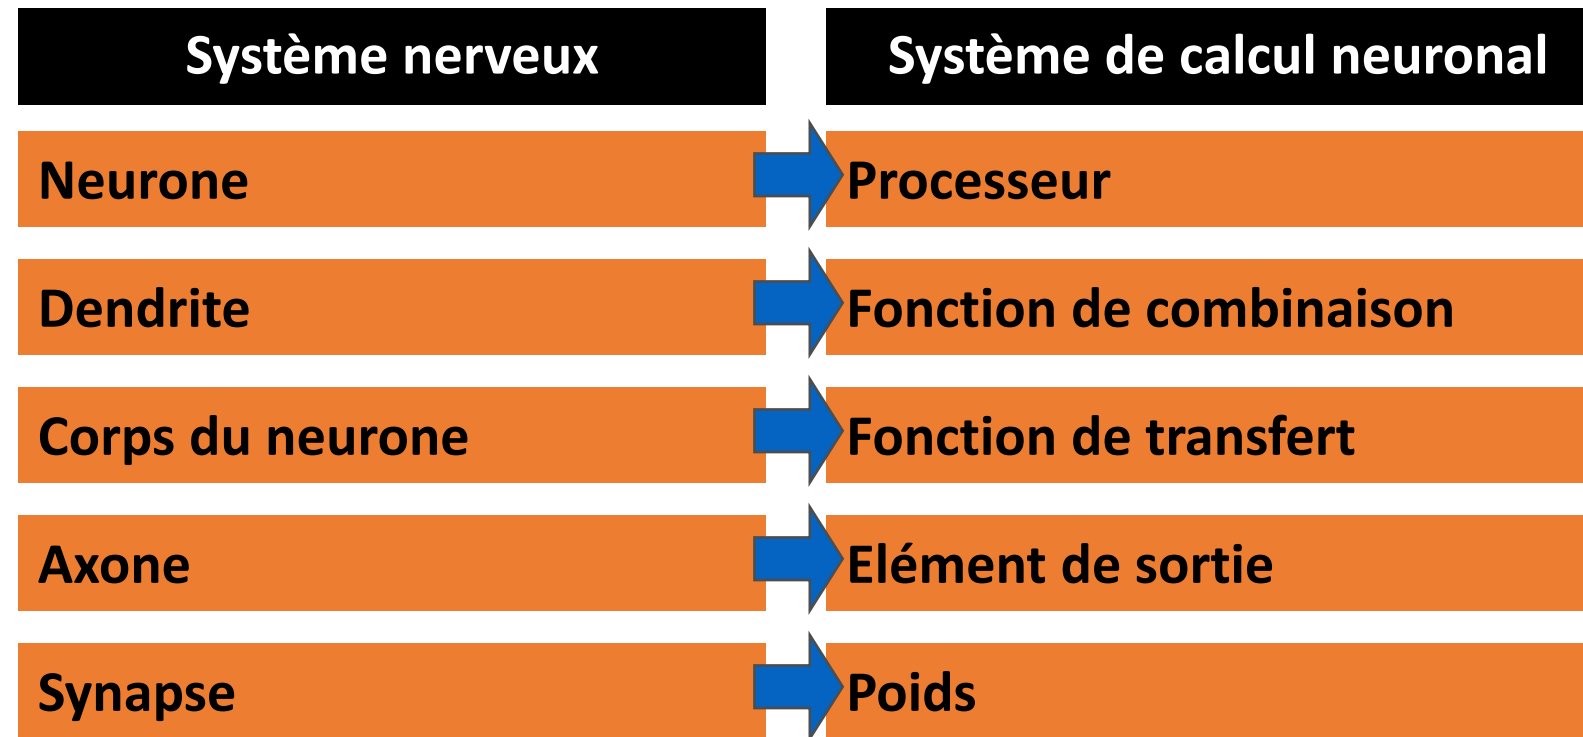 Système nerveux Système de calcul neuronal
Neurone Processeur
Dendrite Fonction de combinaison
Corps du neurone Fonction de transfert
Axone Elément de sortie
Synapse Poids